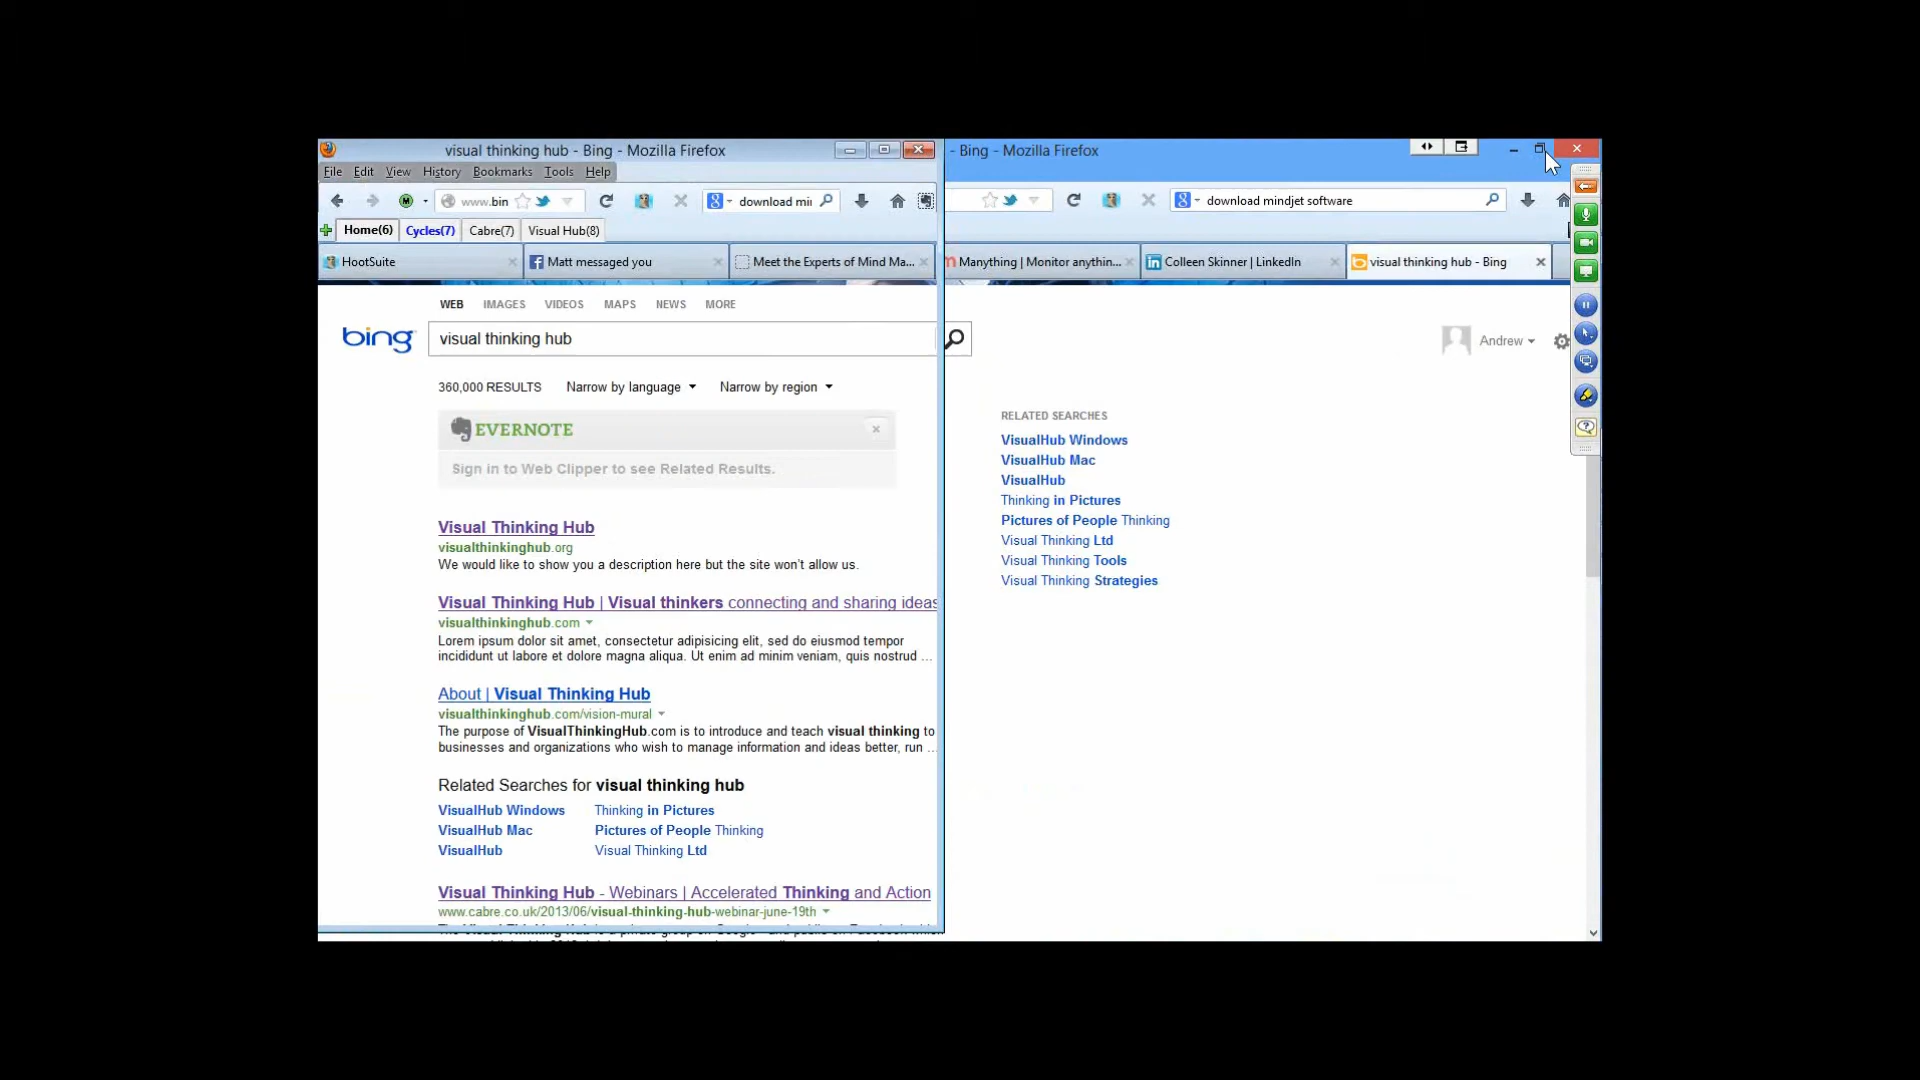 visual thinking hub - Bing - Mozilla Firefox
- Bing - Mozilla Firefox
File Edit View History Bookmarks Tools Help
www.bin
download mi
download mindjet software
Home(6) Cycles(7) Cabre(7) Visual Hub(8)
HootSuite
Matt messaged you
Meet the Experts of Mind Ma...
Manything | Monitor anythin...
Colleen Skinner | LinkedIn
visual thinking hub - Bing
WEB IMAGES VIDEOS MAPS NEWS MORE
bing
visual thinking hub
Andrew
360,000 RESULTS Narrow by language Narrow by region
EVERNOTE
Sign in to Web Clipper to see Related Results.
Visual Thinking Hub
visualthinkinghub.org
We would like to show you a description here but the site won't allow us.
Visual Thinking Hub | Visual thinkers connecting and sharing ideas
visualthinkinghub.com
Lorem ipsum dolor sit amet, consectetur adipisicing elit, sed do eiusmod tempor
incididunt ut labore et dolore magna aliqua. Ut enim ad minim veniam, quis nostrud ...
About | Visual Thinking Hub
visualthinkinghub.com/vision-mural
The purpose of VisualThinkingHub.com is to introduce and teach visual thinking to
businesses and organizations who wish to manage information and ideas better, run ...
Related Searches for visual thinking hub
VisualHub Windows Thinking in Pictures
VisualHub Mac Pictures of People Thinking
VisualHub Visual Thinking Ltd
Visual Thinking Hub - Webinars | Accelerated Thinking and Action
www.cabre.co.uk/2013/06/visual-thinking-hub-webinar-june-19th
RELATED SEARCHES
VisualHub Windows
VisualHub Mac
VisualHub
Thinking in Pictures
Pictures of People Thinking
Visual Thinking Ltd
Visual Thinking Tools
Visual Thinking Strategies